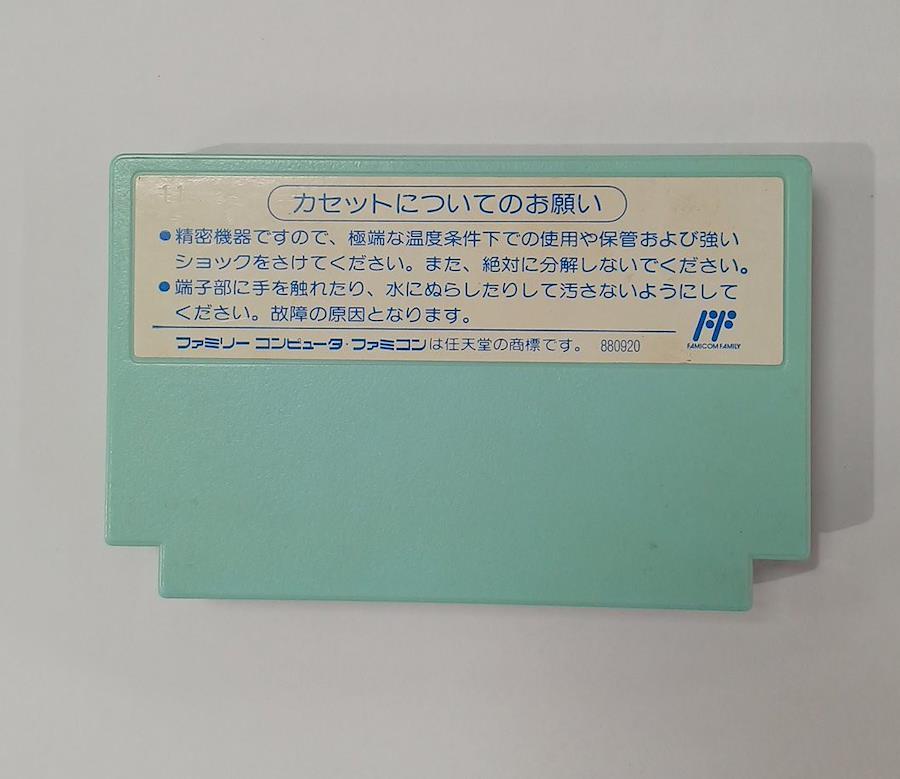 11
カセットについてのお願い
●精密機器ですので、極端な温度条件下での使用や保管および強い
ショックをさけてください。また、絶対に分解しないでください。
●端子部に手を触れたり、水にぬらしたりして汚さないようにして
ください。故障の原因となります。
ファミリーコンピュータ・ファミコンは任天堂の商標です。 880920
FF
FAMICOM FAMILY